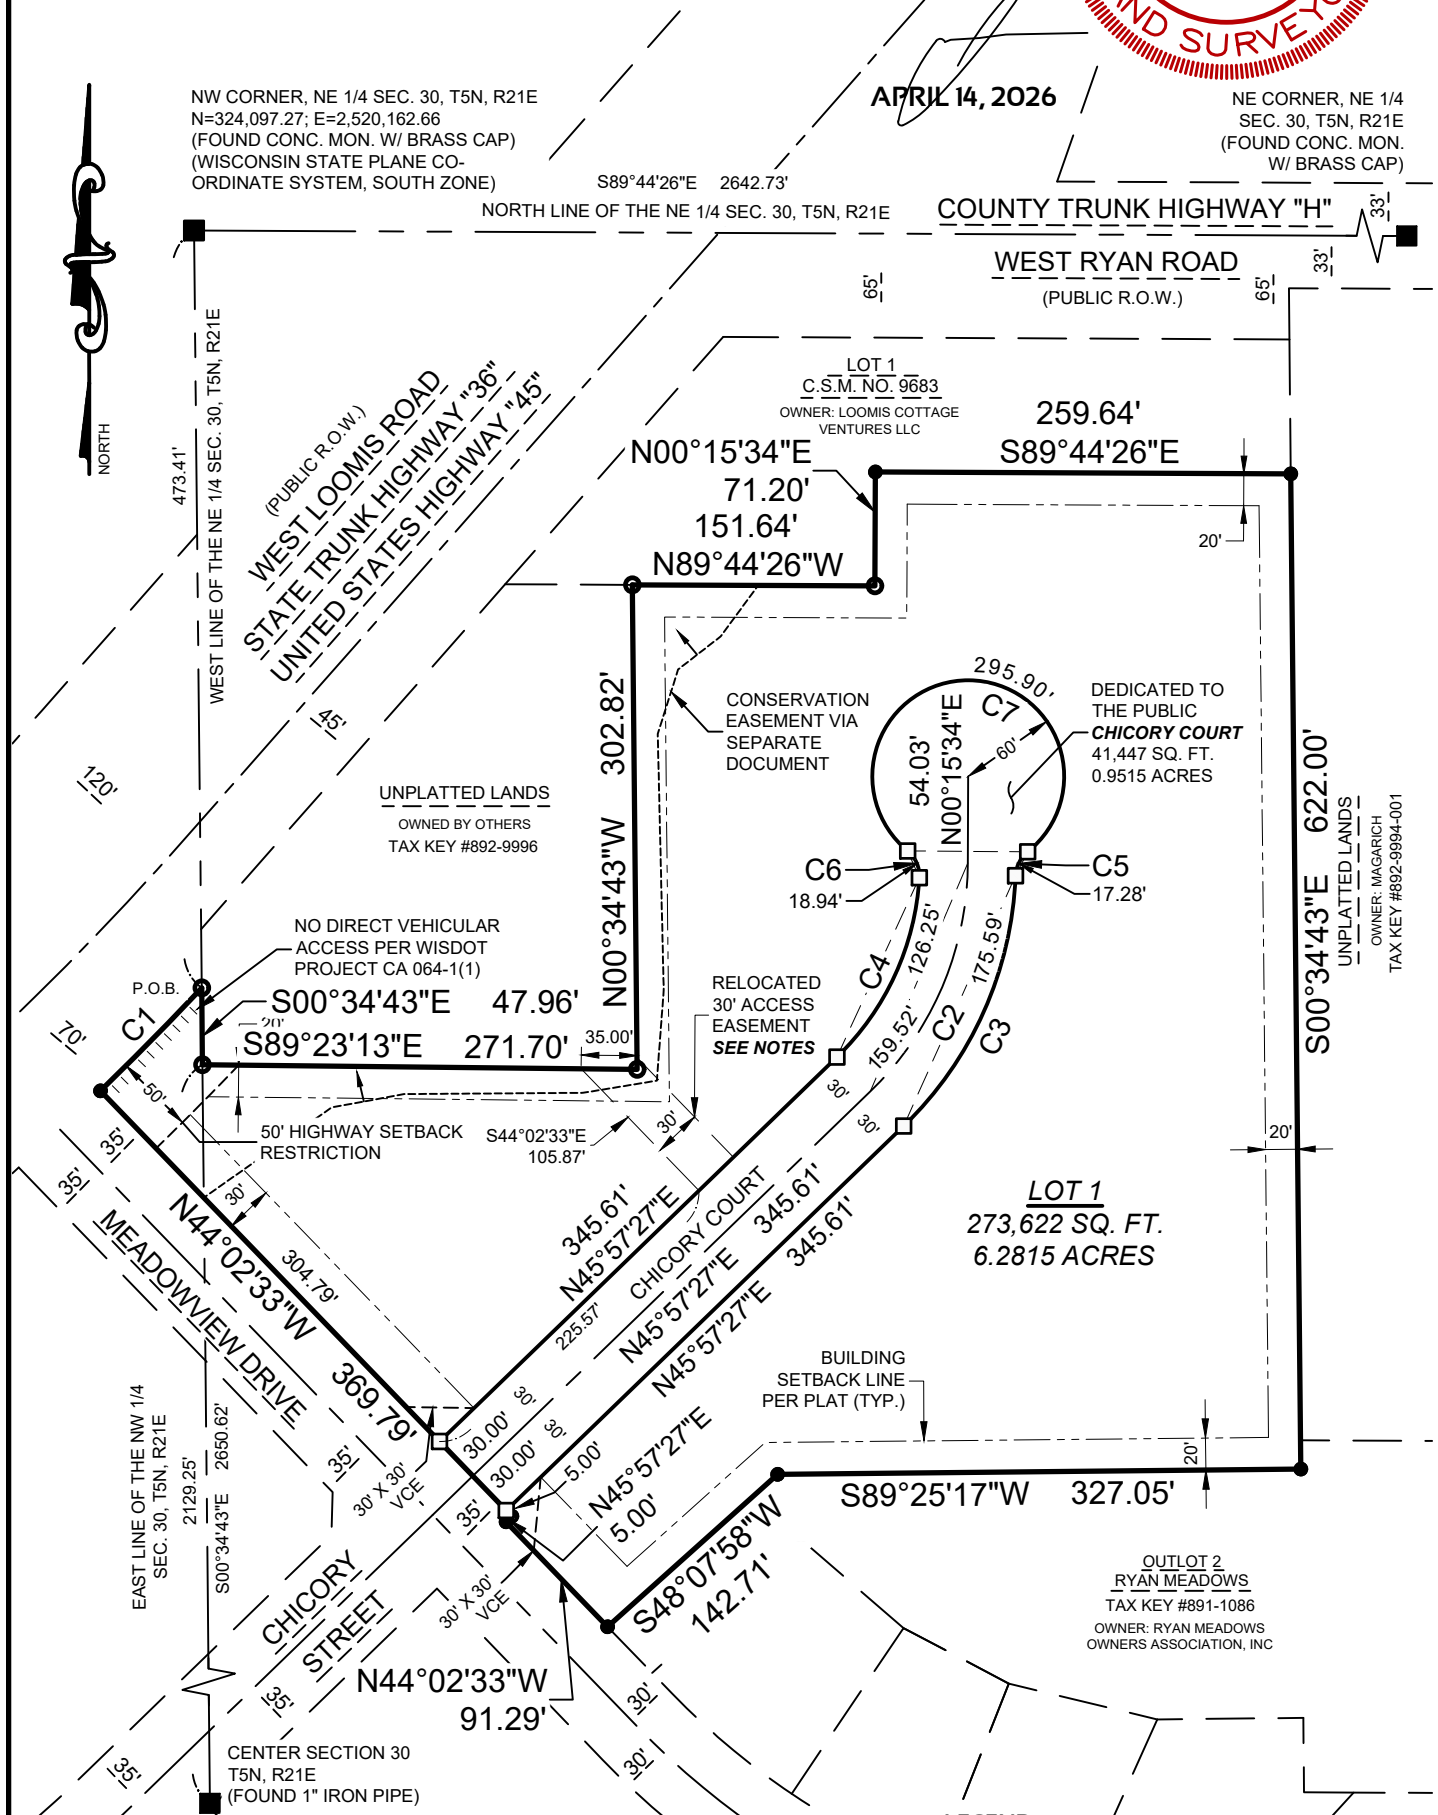 AND SURVEYO
APRIL 14, 2026
NW CORNER, NE 1/4 SEC. 30, T5N, R21E
N=324,097.27; E=2,520,162.66
(FOUND CONC. MON. W/ BRASS CAP)
(WISCONSIN STATE PLANE CO-
ORDINATE SYSTEM, SOUTH ZONE)
NE CORNER, NE 1/4
SEC. 30, T5N, R21E
(FOUND CONC. MON.
W/ BRASS CAP)
S89°44'26"E 2642.73'
NORTH LINE OF THE NE 1/4 SEC. 30, T5N, R21E
COUNTY TRUNK HIGHWAY "H"
33'
WEST RYAN ROAD
33'
(PUBLIC R.O.W.)
65'
65'
NORTH
473.41'
WEST LINE OF THE NE 1/4 SEC. 30, T5N, R21E
(PUBLIC R.O.W.)
WEST LOOMIS ROAD
STATE TRUNK HIGHWAY "36"
UNITED STATES HIGHWAY "45"
45'
120'
70'
LOT 1
C.S.M. NO. 9683
OWNER: LOOMIS COTTAGE
VENTURES LLC
259.64'
S89°44'26"E
N00°15'34"E
71.20'
151.64'
N89°44'26"W
20'
N00°34'43"W 302.82'
CONSERVATION
EASEMENT VIA
SEPARATE
DOCUMENT
295.90'
C7
60'
54.03'
N00°15'34"E
DEDICATED TO
THE PUBLIC
CHICORY COURT
41,447 SQ. FT.
0.9515 ACRES
S00°34'43"E 622.00'
UNPLATTED LANDS
OWNER: MAGARICH
TAX KEY #892-9994-001
UNPLATTED LANDS
OWNED BY OTHERS
TAX KEY #892-9996
C6
18.94'
C5
17.28'
NO DIRECT VEHICULAR
ACCESS PER WISDOT
PROJECT CA 064-1(1)
P.O.B.
C1
S00°34'43"E 47.96'
20'
S89°23'13"E 271.70'
35.00'
RELOCATED
30' ACCESS
EASEMENT
SEE NOTES
C4
126.25'
175.59'
159.52'
C2
C3
30'
30'
50'
50' HIGHWAY SETBACK
RESTRICTION
S44°02'33"E
105.87'
30'
20'
35'
35'
30'
MEADOWVIEW DRIVE
N44°02'33"W 369.79'
304.79'
345.61'
N45°57'27"E
225.57'
CHICORY COURT
N45°57'27"E 345.61'
N45°57'27"E 345.61'
LOT 1
273,622 SQ. FT.
6.2815 ACRES
BUILDING
SETBACK LINE
PER PLAT (TYP.)
EAST LINE OF THE NW 1/4
SEC. 30, T5N, R21E
2129.25'
S00°34'43"E 2650.62'
35'
30' X 30'
VCE
30.00'
30'
30.00'
30'
5.00'
35'
N45°57'27"E
5.00'
20'
S89°25'17"W 327.05'
S48°07'58"W
142.71'
30' X 30'
VCE
CHICORY
STREET
35'
35'
N44°02'33"W
91.29'
30'
30'
OUTLOT 2
RYAN MEADOWS
TAX KEY #891-1086
OWNER: RYAN MEADOWS
OWNERS ASSOCIATION, INC
CENTER SECTION 30
T5N, R21E
(FOUND 1" IRON PIPE)